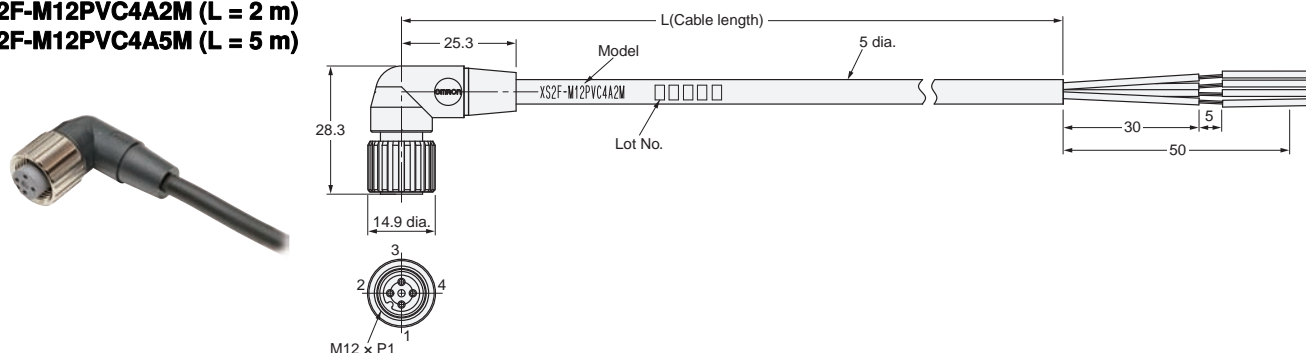 2F-M12PVC4A2M (L = 2 m)
2F-M12PVC4A5M (L = 5 m)
L(Cable length)
25.3
Model
5 dia.
OMRON
XS2F-M12PVC4A2M
28.3
Lot No.
30
5
50
14.9 dia.
3
2
4
1
M12 × P1